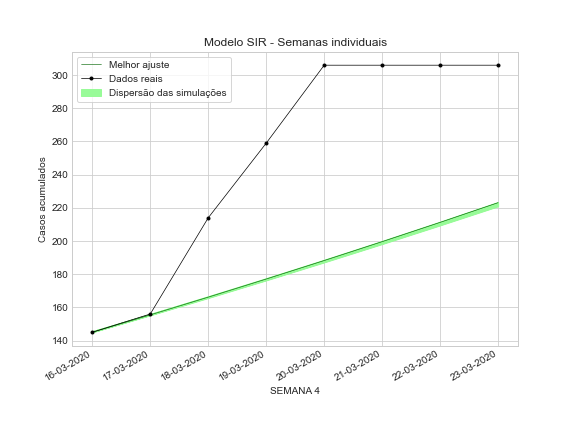 Modelo SIR - Semanas individuais
Melhor ajuste
Dados reais
Dispersão das simulações
Casos acumulados
300
280
260
240
220
200
180
160
140
16-03-2020
17-03-2020
18-03-2020
19-03-2020
20-03-2020
21-03-2020
22-03-2020
23-03-2020
SEMANA 4